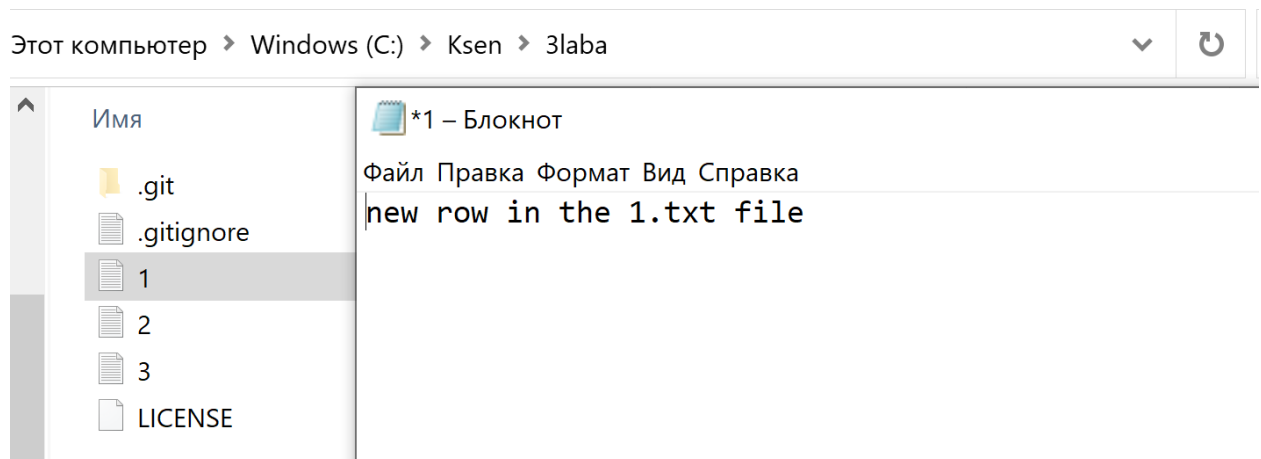 Этот компьютер > Windows (C:) > Ksen > 3laba
Имя
.git
.gitignore
1
2
3
LICENSE
*1 – Блокнот
Файл Правка Формат Вид Справка
new row in the 1.txt file